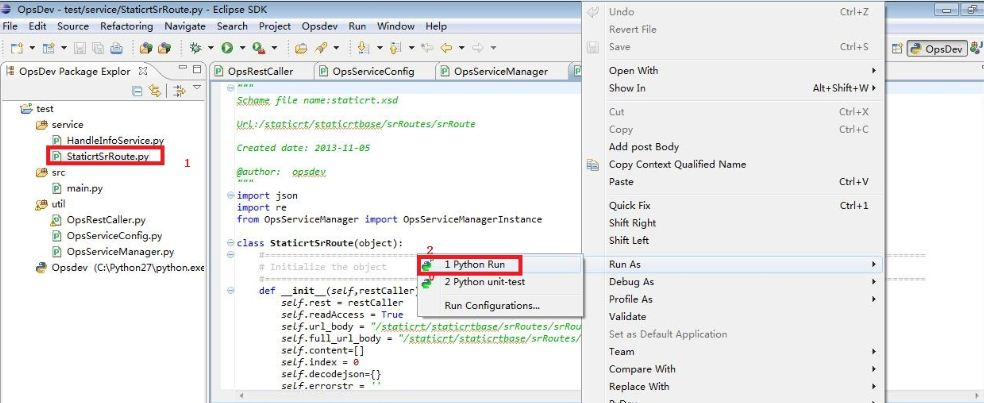 OpsDev - test/service/StaticrtSrRoute.py - Eclipse SDK
File Edit Source Refactoring Navigate Search Project Opsdev Run Window Help
OpsDev
OpsDev Package Explor
test
service
HandleInfoService.py
StaticrtSrRoute.py
1
src
main.py
util
OpsRestCaller.py
OpsServiceConfig.py
OpsServiceManager.py
Opsdev (C:\Python27\python.exe
OpsRestCaller
OpsServiceConfig
OpsServiceManager
"""
Schame file name:staticrt.xsd
Url:/staticrt/staticrtbase/srRoutes/srRoute
Created date: 2013-11-05
@author: opsdev
"""
import json
import re
from OpsServiceManager import OpsServiceManagerInstance
class StaticrtSrRoute(object):
# Initialize the object
def __init__(self,restCaller)
self.rest = restCaller
self.readAccess = True
self.url_body = "/staticrt/staticrtbase/srRoutes/srRou
self.full_url_body = "/staticrt/staticrtbase/srRoutes/
self.content=[]
self.index = 0
self.decodejson={}
self.errorstr = ''
2
1 Python Run
2 Python unit-test
Run Configurations...
Undo Ctrl+Z
Revert File
Save Ctrl+S
Open With
Show In Alt+Shift+W
Cut Ctrl+X
Copy Ctrl+C
Add post Body
Copy Context Qualified Name
Paste Ctrl+V
Quick Fix Ctrl+1
Shift Right
Shift Left
Run As
Debug As
Profile As
Validate
Set as Default Application
Team
Compare With
Replace With